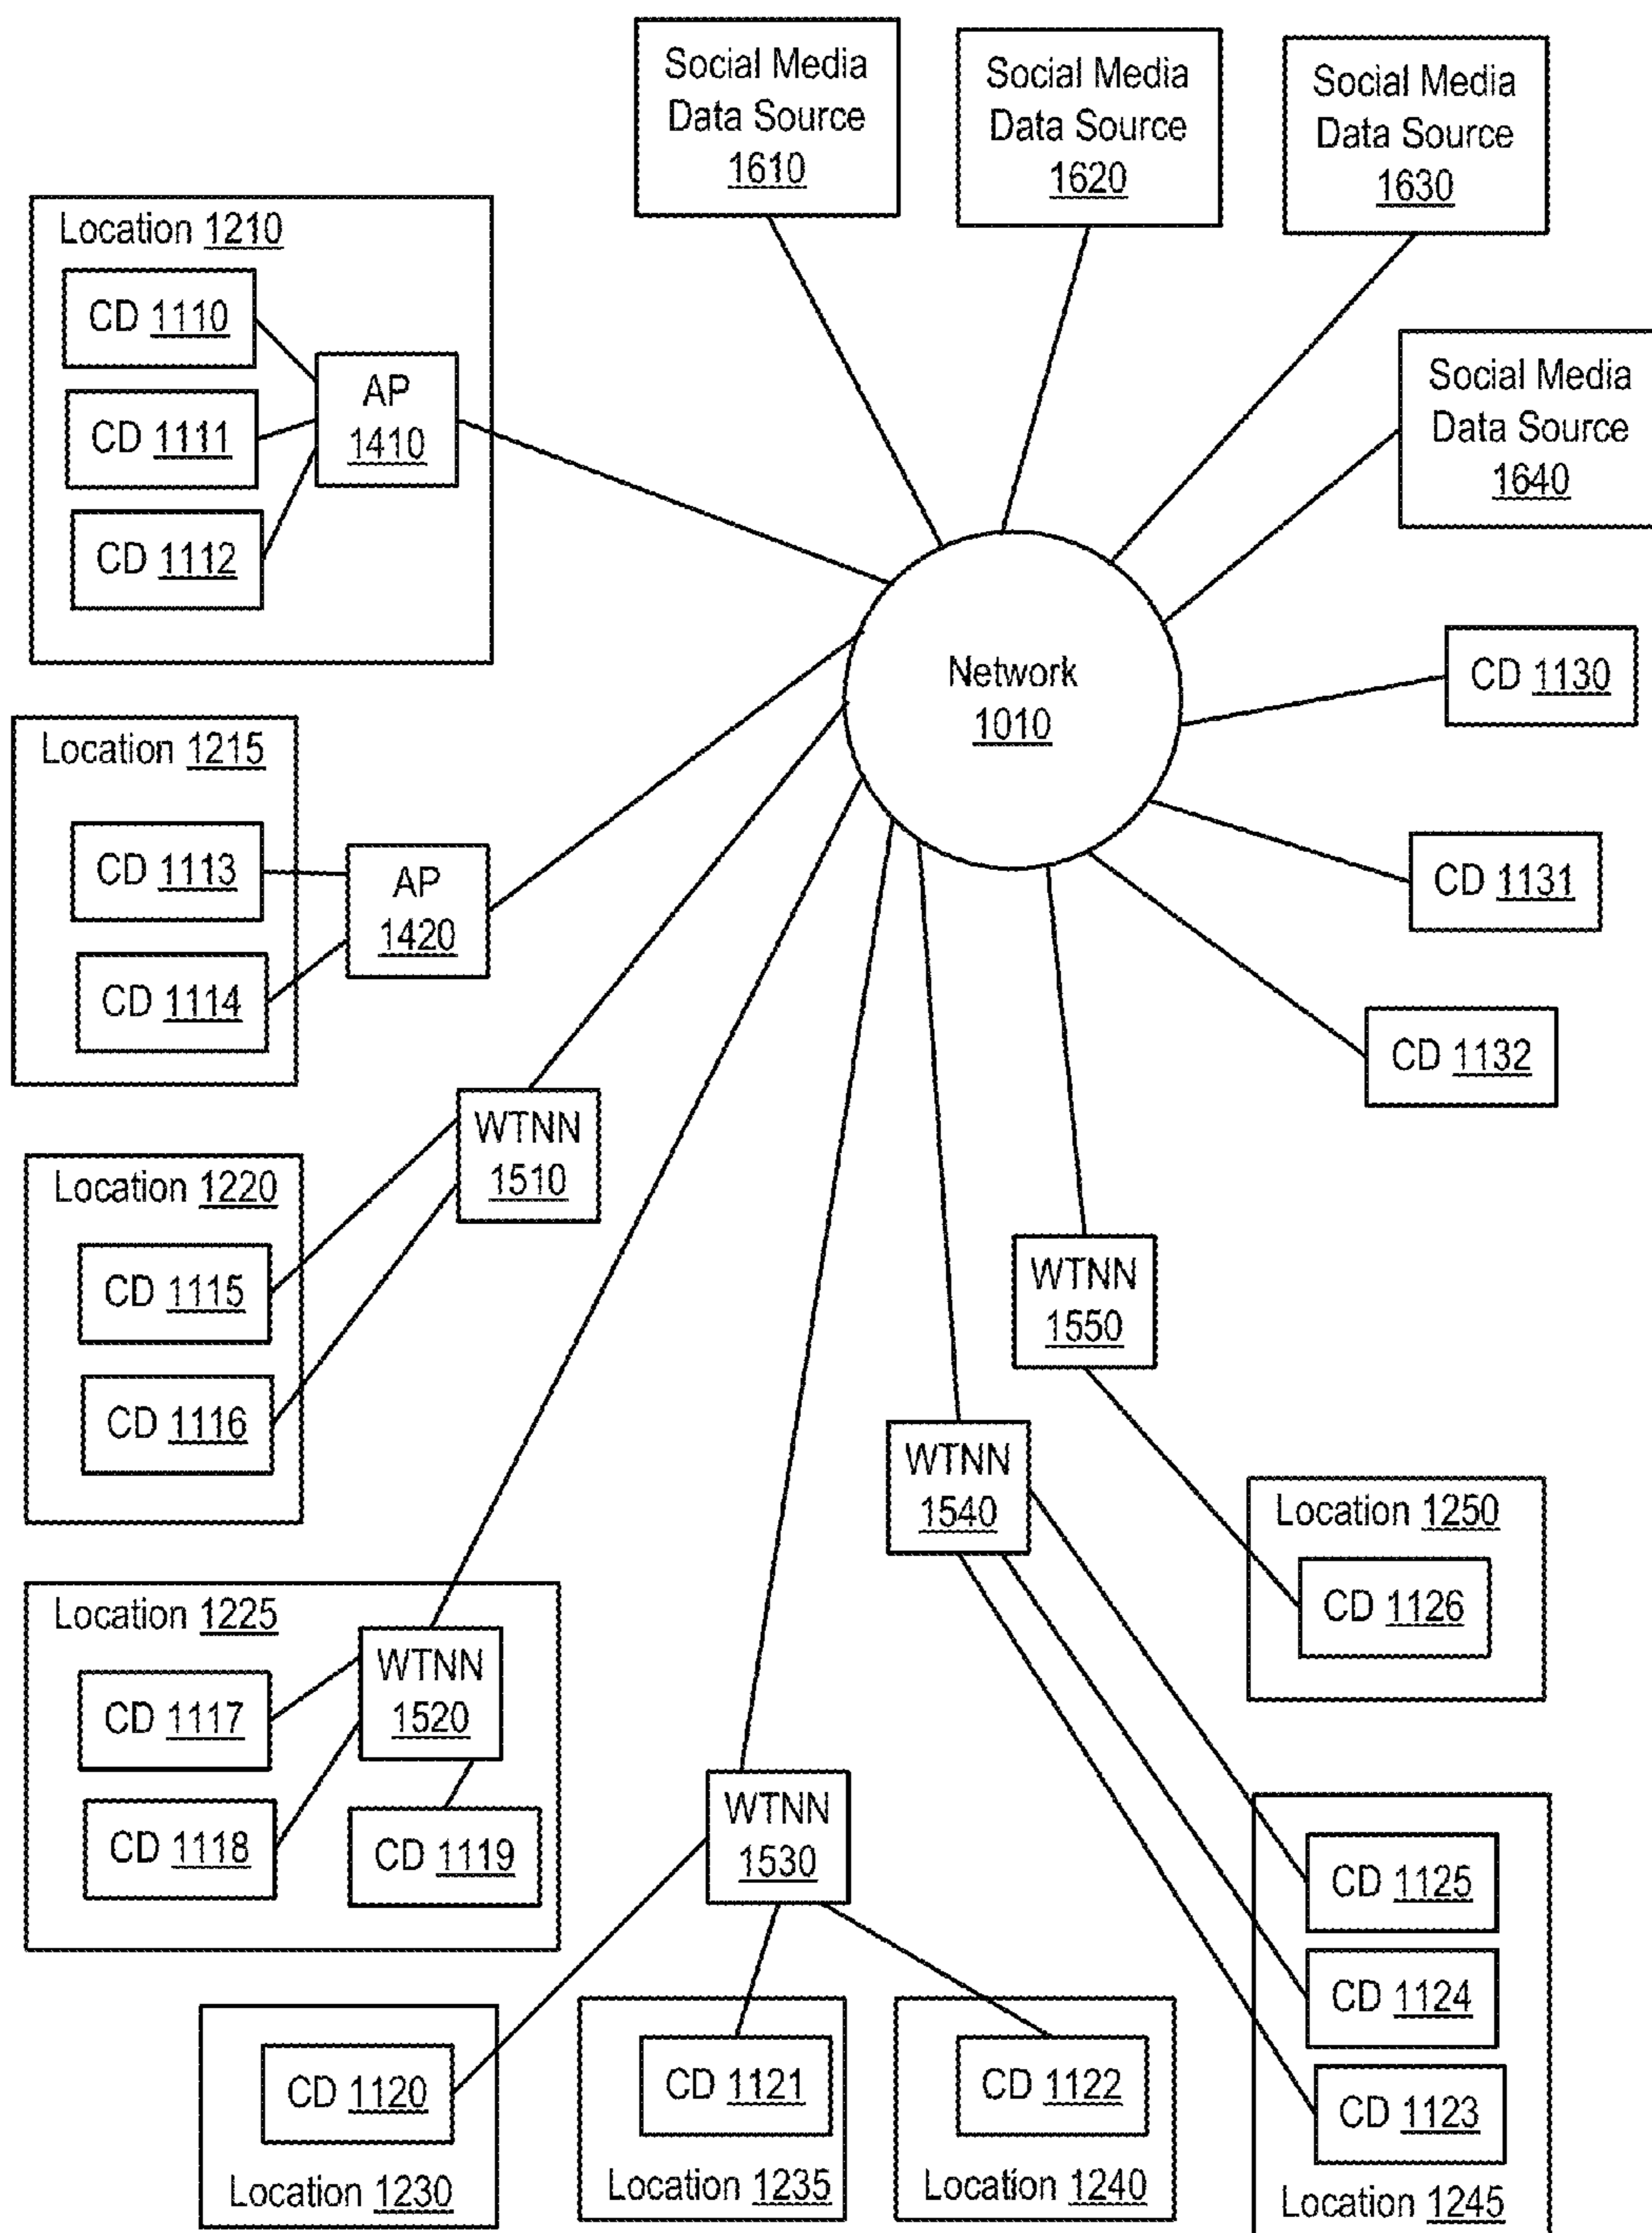 Social Media
Data Source
1610
Social Media
Data Source
1620
Social Media
Data Source
1630
Social Media
Data Source
1640
Location 1210
CD 1110
CD 1111
CD 1112
AP
1410
Network
1010
CD 1130
CD 1131
CD 1132
Location 1215
CD 1113
CD 1114
AP
1420
WTNN
1510
Location 1220
CD 1115
CD 1116
WTNN
1550
WTNN
1540
Location 1250
CD 1126
Location 1225
WTNN
1520
CD 1117
CD 1118
CD 1119
WTNN
1530
CD 1125
CD 1124
CD 1123
Location 1245
CD 1120
Location 1230
CD 1121
Location 1235
CD 1122
Location 1240